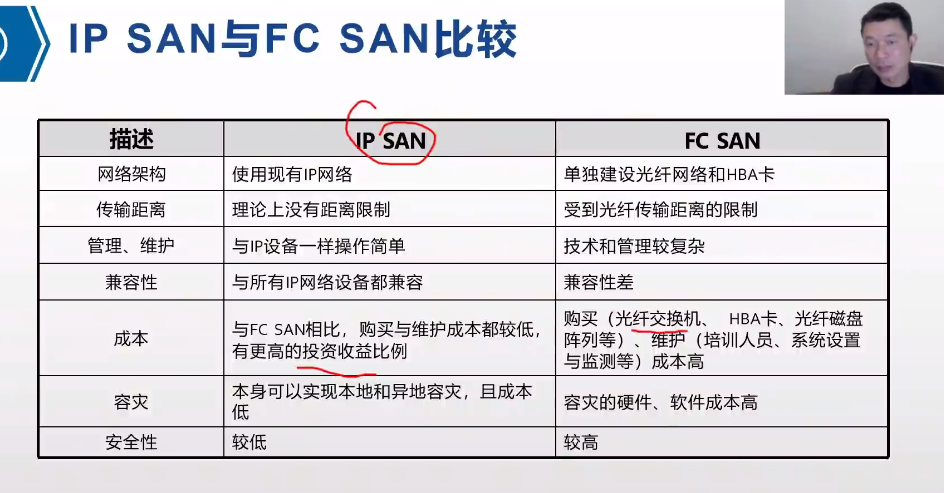 IP SAN与FC SAN比较
描述 IP SAN FC SAN
网络架构 使用现有IP网络 单独建设光纤网络和HBA卡
传输距离 理论上没有距离限制 受到光纤传输距离的限制
管理、维护 与IP设备一样操作简单 技术和管理较复杂
兼容性 与所有IP网络设备都兼容 兼容性差
成本
与FC SAN相比，购买与维护成本都较低，
有更高的投资收益比例
购买（光纤交换机、 HBA卡、光纤磁盘
阵列等）、维护（培训人员、系统设置
与监测等）成本高
容灾
本身可以实现本地和异地容灾，且成本
低
容灾的硬件、软件成本高
安全性 较低 较高